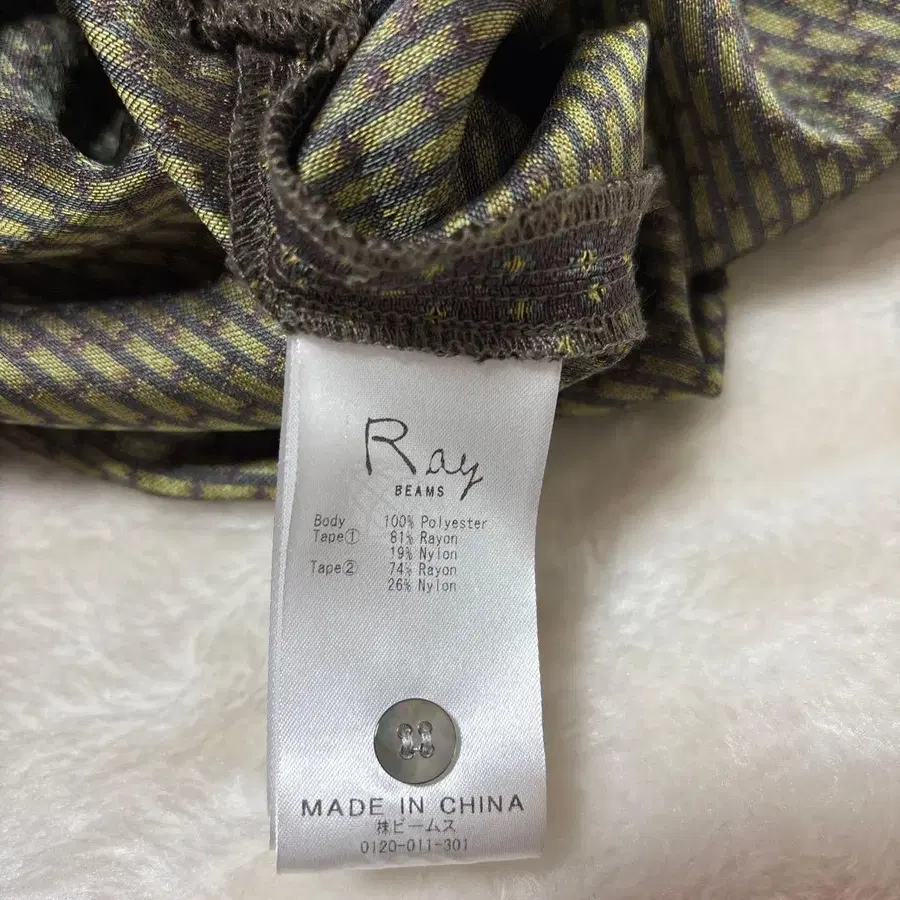 Ray
BEAMS
Body 100% Polyester
Tape① 81% Rayon
19% Nylon
Tape② 74% Rayon
26% Nylon
MADE IN CHINA
㈱ビームス
0120-011-301